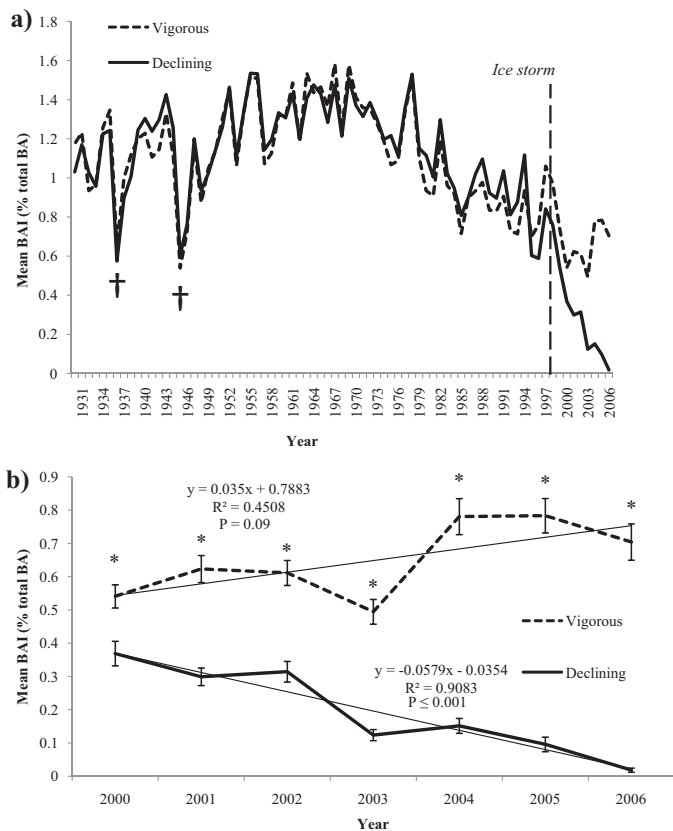 a)
Vigorous
Declining
Ice storm
Mean BAI (% total BA)
1.8
1.6
1.4
1.2
1
0.8
0.6
0.4
0.2
0
†
†
1931
1934
1937
1940
1943
1946
1949
1952
1955
1958
1961
1964
1967
1970
1973
1976
1979
1982
1985
1988
1991
1994
1997
2000
2003
2006
Year
b)
Mean BAI (% total BA)
0.9
0.8
0.7
0.6
0.5
0.4
0.3
0.2
0.1
0
y = 0.035x + 0.7883
R² = 0.4508
P = 0.09
* * * * * * *
Vigorous
Declining
y = -0.0579x - 0.0354
R² = 0.9083
P ≤ 0.001
2000 2001 2002 2003 2004 2005 2006
Year